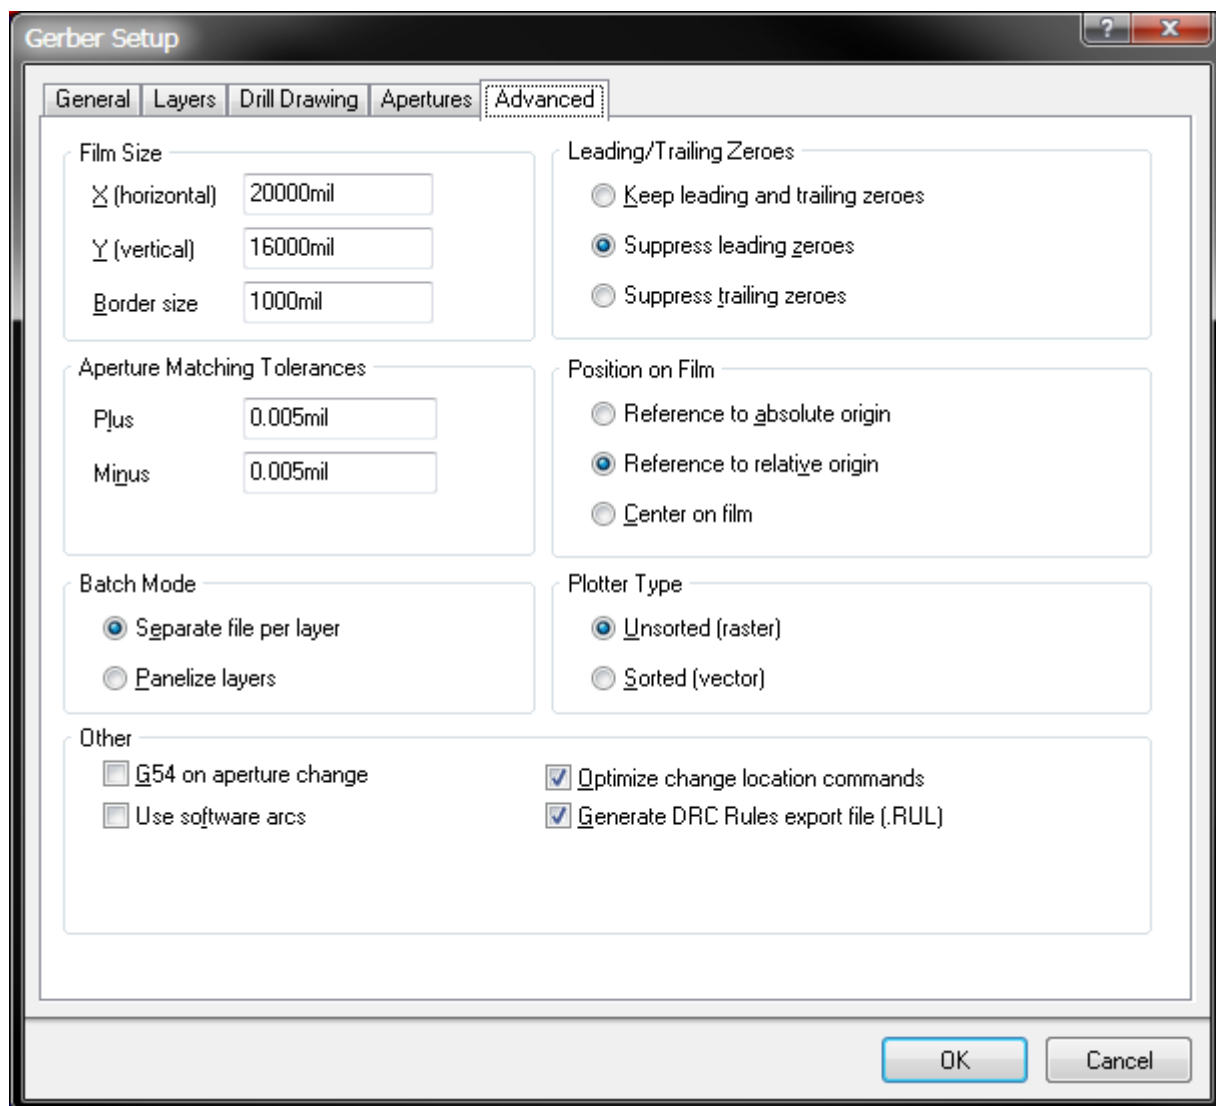 Gerber Setup
?
x
General Layers Drill Drawing Apertures Advanced
Film Size
X (horizontal) 20000mil
Y (vertical) 16000mil
Border size 1000mil
Leading/Trailing Zeroes
Keep leading and trailing zeroes
Suppress leading zeroes
Suppress trailing zeroes
Aperture Matching Tolerances
Plus 0.005mil
Minus 0.005mil
Position on Film
Reference to absolute origin
Reference to relative origin
Center on film
Batch Mode
Separate file per layer
Panelize layers
Plotter Type
Unsorted (raster)
Sorted (vector)
Other
G54 on aperture change
Use software arcs
Optimize change location commands
Generate DRC Rules export file (.RUL)
OK Cancel